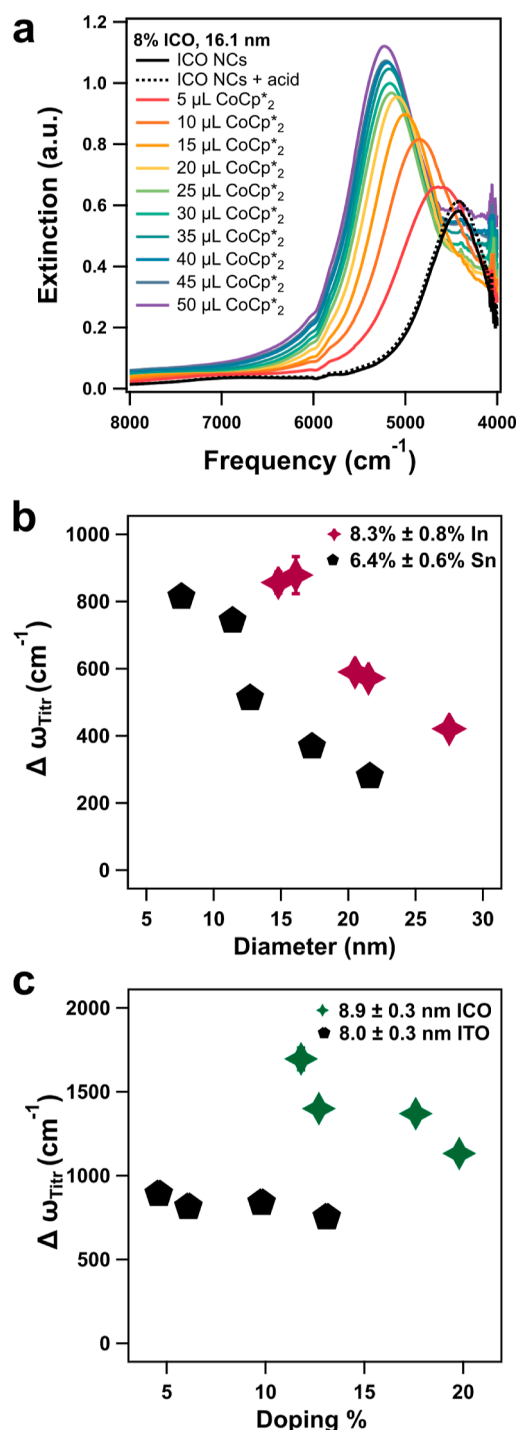 a
8% ICO, 16.1 nm
ICO NCs
ICO NCs + acid
5 µL CoCp*₂
10 µL CoCp*₂
15 µL CoCp*₂
20 µL CoCp*₂
25 µL CoCp*₂
30 µL CoCp*₂
35 µL CoCp*₂
40 µL CoCp*₂
45 µL CoCp*₂
50 µL CoCp*₂
Extinction (a.u.)
1.2
1.0
0.8
0.6
0.4
0.2
0.0
8000 7000 6000 5000 4000
Frequency (cm⁻¹)
b
8.3% ± 0.8% In
6.4% ± 0.6% Sn
Δ ω_Titr (cm⁻¹)
1000
800
600
400
200
0
5 10 15 20 25 30
Diameter (nm)
c
8.9 ± 0.3 nm ICO
8.0 ± 0.3 nm ITO
Δ ω_Titr (cm⁻¹)
2000
1500
1000
500
0
5 10 15 20
Doping %